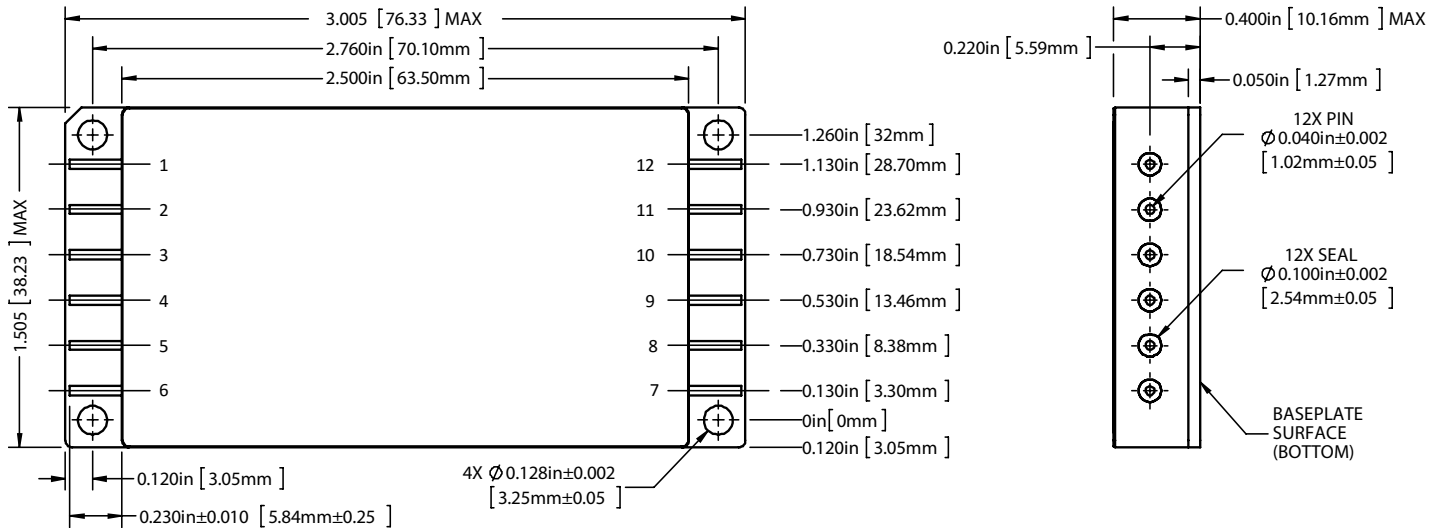 3.005 [76.33] MAX
2.760in [70.10mm]
2.500in [63.50mm]
1.505 [38.23] MAX
1
2
3
4
5
6
12
11
10
9
8
7
1.260in [32mm]
1.130in [28.70mm]
0.930in [23.62mm]
0.730in [18.54mm]
0.530in [13.46mm]
0.330in [8.38mm]
0.130in [3.30mm]
0in[0mm]
0.120in [3.05mm]
0.120in [3.05mm]
0.230in±0.010 [5.84mm±0.25]
4X Ø0.128in±0.002
[3.25mm±0.05]
0.400in [10.16mm] MAX
0.220in [5.59mm]
0.050in [1.27mm]
12X PIN
Ø0.040in±0.002
[1.02mm±0.05]
12X SEAL
Ø0.100in±0.002
[2.54mm±0.05]
BASEPLATE
SURFACE
(BOTTOM)